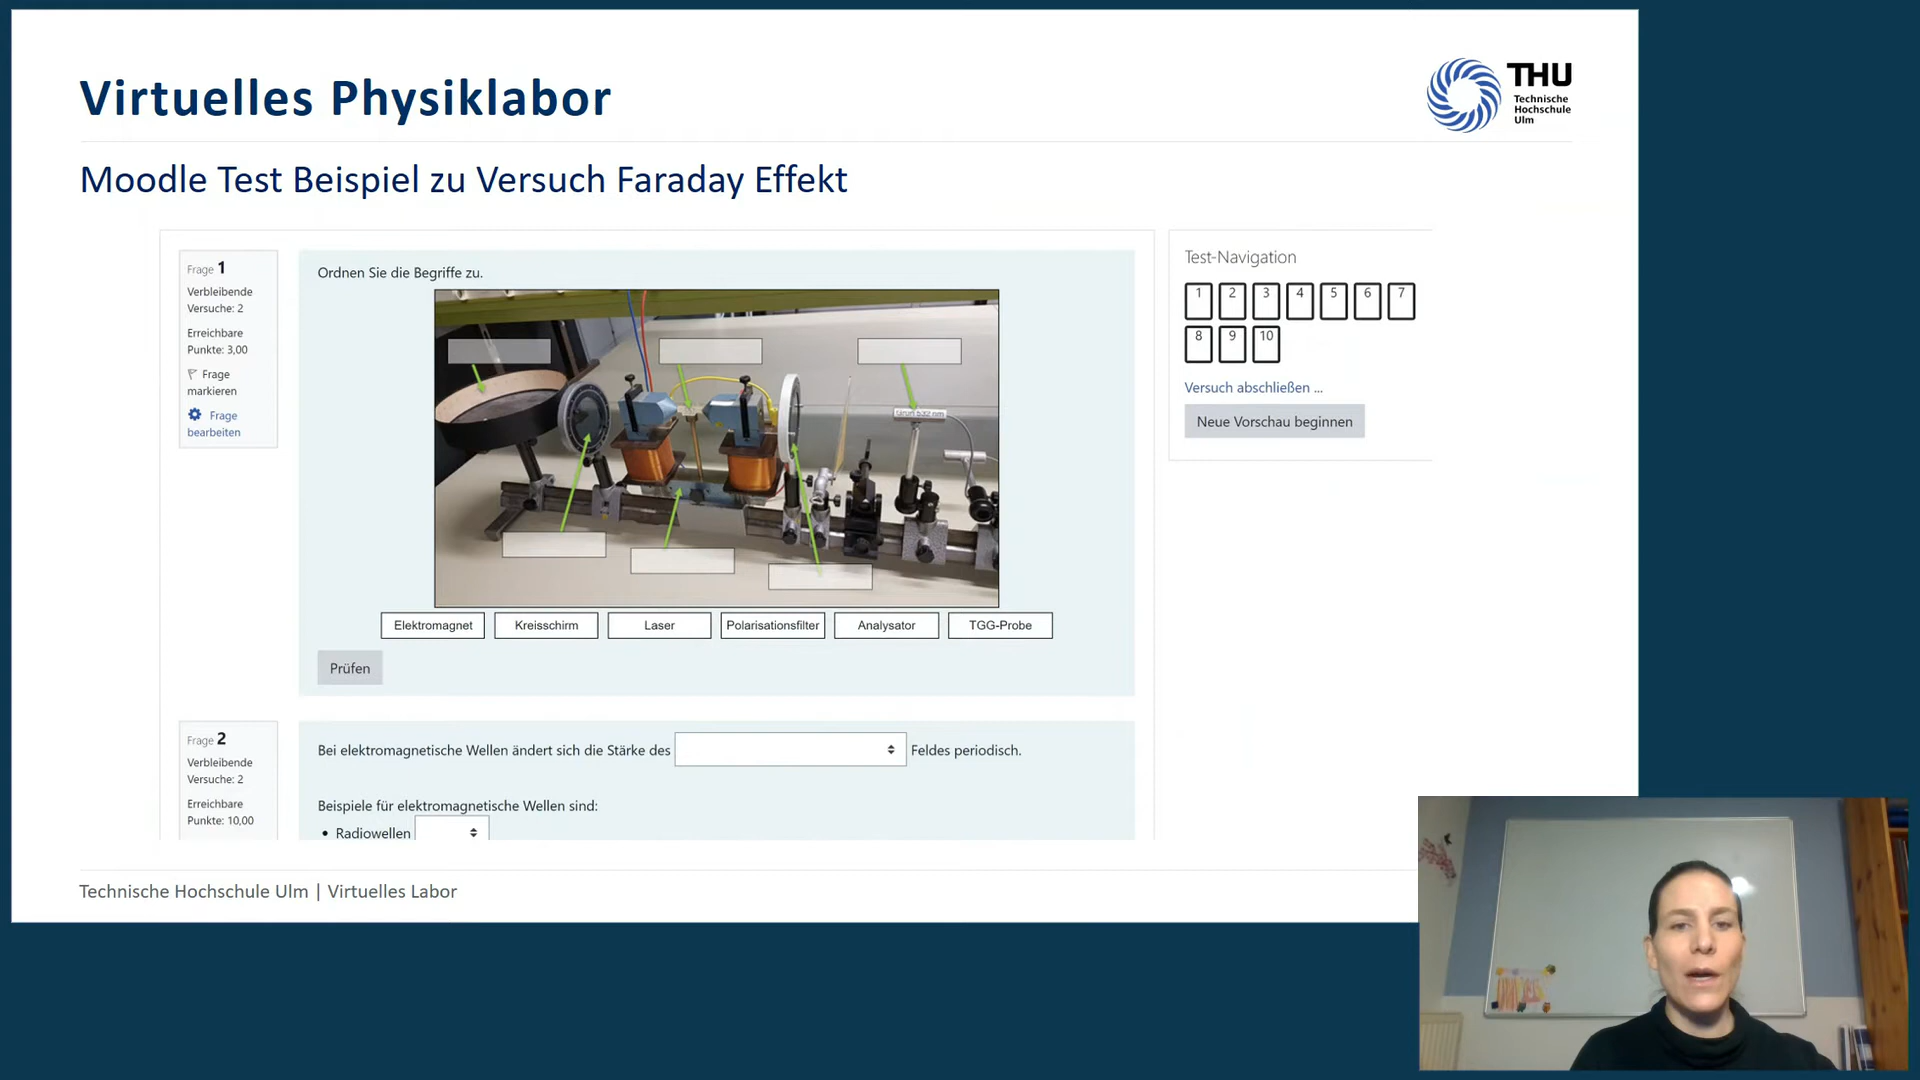 Virtuelles Physiklabor
THU
Technische
Hochschule
Ulm
Moodle Test Beispiel zu Versuch Faraday Effekt
Frage 1
Verbleibende
Versuche: 2
Erreichbare
Punkte: 3,00
Frage
markieren
Frage
bearbeiten
Ordnen Sie die Begriffe zu.
Grün 532 nm
Elektromagnet
Kreisschirm
Laser
Polarisationsfilter
Analysator
TGG-Probe
Prüfen
Test-Navigation
1 2 3 4 5 6 7
8 9 10
Versuch abschließen ...
Neue Vorschau beginnen
Frage 2
Verbleibende
Versuche: 2
Erreichbare
Punkte: 10,00
Bei elektromagnetische Wellen ändert sich die Stärke des Feldes periodisch.
Beispiele für elektromagnetische Wellen sind:
• Radiowellen
Technische Hochschule Ulm | Virtuelles Labor